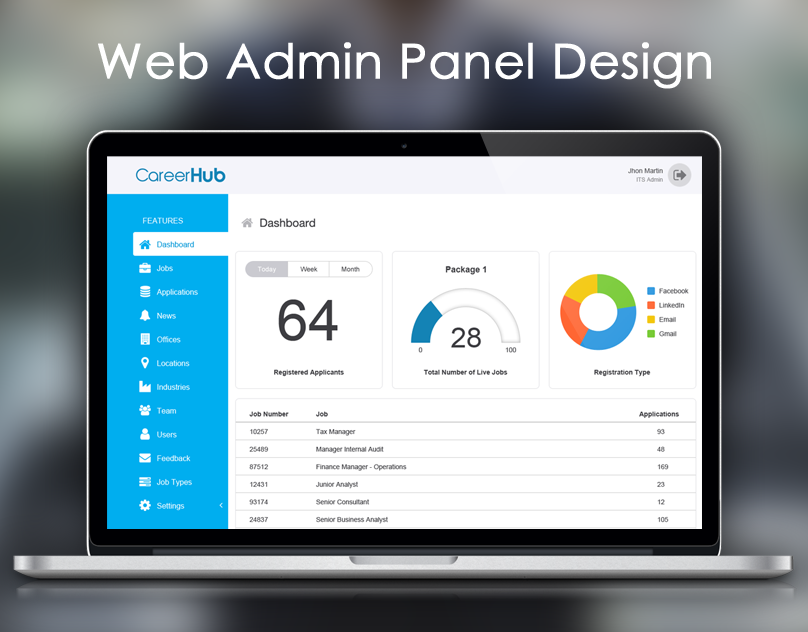 Web Admin Panel Design
CareerHub
Jhon Martin
ITS Admin
FEATURES
Dashboard
Jobs
Applications
News
Offices
Locations
Industries
Team
Users
Feedback
Job Types
Settings
Dashboard
Today Week Month
64
Registered Applicants
Package 1
28
0 100
Total Number of Live Jobs
Facebook
LinkedIn
Email
Gmail
Registration Type
Job Number Job Applications
10257 Tax Manager 93
25489 Manager Internal Audit 48
87512 Finance Manager - Operations 169
12431 Junior Analyst 23
93174 Senior Consultant 12
24837 Senior Business Analyst 105